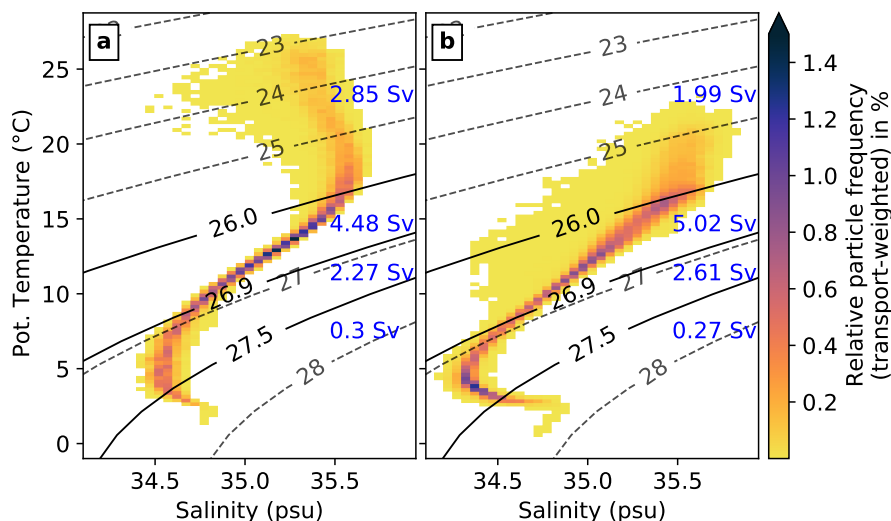 a
b
23
24
25
26.0
26.9
27
27.5
28
2.85 Sv
4.48 Sv
2.27 Sv
0.3 Sv
23
24
25
26.0
26.9
27
27.5
28
1.99 Sv
5.02 Sv
2.61 Sv
0.27 Sv
Pot. Temperature (°C)
25
20
15
10
5
0
34.5
35.0
35.5
Salinity (psu)
34.5
35.0
35.5
Salinity (psu)
1.4
1.2
1.0
0.8
0.6
0.4
0.2
Relative particle frequency
(transport-weighted) in %